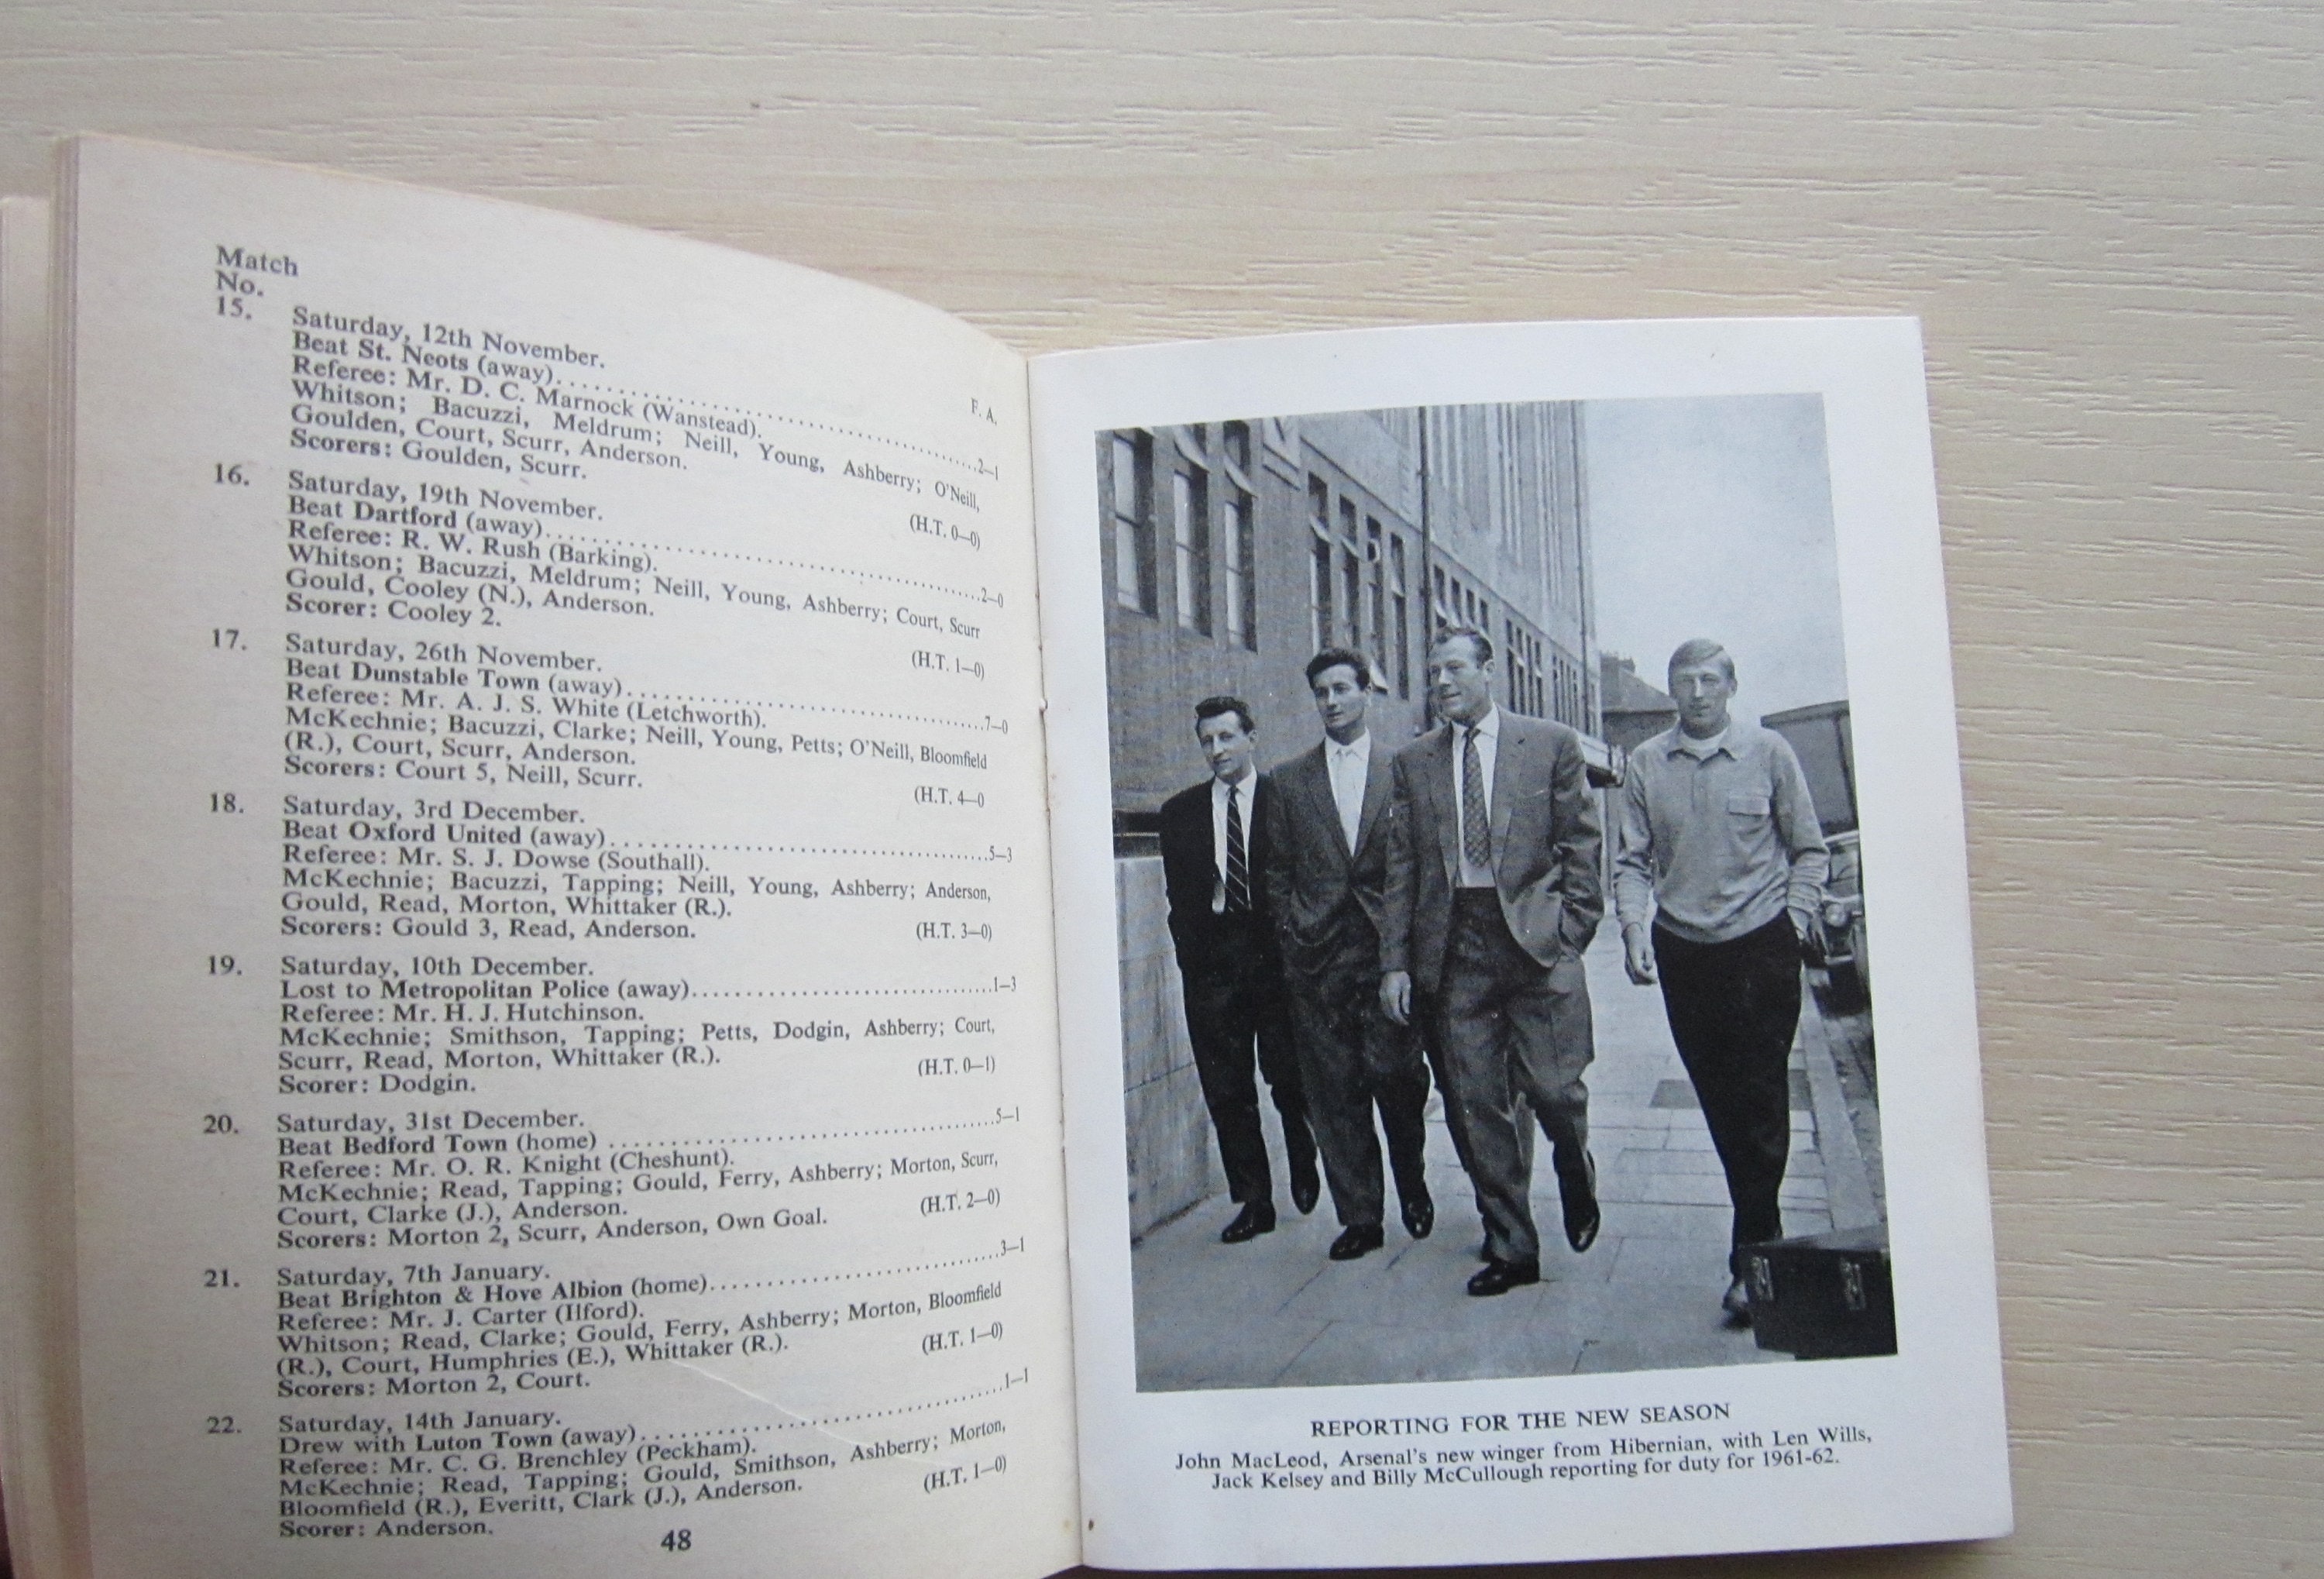 Match
No.
F. A.
15. Saturday, 12th November.
Beat St. Neots (away)..............................2—1
Referee: Mr. D. C. Marnock (Wanstead).
Whitson; Bacuzzi, Meldrum; Neill, Young, Ashberry; O'Neill,
Goulden, Court, Scurr, Anderson.
Scorers: Goulden, Scurr. (H.T. 0—0)
16. Saturday, 19th November.
Beat Dartford (away)..............................2—0
Referee: R. W. Rush (Barking).
Whitson; Bacuzzi, Meldrum; Neill, Young, Ashberry; Court, Scurr
Gould, Cooley (N.), Anderson.
Scorer: Cooley 2. (H.T. 1—0)
17. Saturday, 26th November.
Beat Dunstable Town (away)..............................7—0
Referee: Mr. A. J. S. White (Letchworth).
McKechnie; Bacuzzi, Clarke; Neill, Young, Petts; O'Neill, Bloomfield
(R.), Court, Scurr, Anderson.
Scorers: Court 5, Neill, Scurr. (H.T. 4—0
18. Saturday, 3rd December.
Beat Oxford United (away)..............................5—3
Referee: Mr. S. J. Dowse (Southall).
McKechnie; Bacuzzi, Tapping; Neill, Young, Ashberry; Anderson,
Gould, Read, Morton, Whittaker (R.).
Scorers: Gould 3, Read, Anderson. (H.T. 3—0)
19. Saturday, 10th December.
Lost to Metropolitan Police (away)..............................1—3
Referee: Mr. H. J. Hutchinson.
McKechnie; Smithson, Tapping; Petts, Dodgin, Ashberry; Court,
Scurr, Read, Morton, Whittaker (R.).
Scorer: Dodgin. (H.T. 0—1)
20. Saturday, 31st December.
Beat Bedford Town (home) ..............................5—1
Referee: Mr. O. R. Knight (Cheshunt).
McKechnie; Read, Tapping; Gould, Ferry, Ashberry; Morton, Scurr,
Court, Clarke (J.), Anderson.
Scorers: Morton 2, Scurr, Anderson, Own Goal. (H.T. 2—0)
21. Saturday, 7th January.
Beat Brighton & Hove Albion (home)..............................3—1
Referee: Mr. J. Carter (Ilford).
Whitson; Read, Clarke; Gould, Ferry, Ashberry; Morton, Bloomfield
(R.), Court, Humphries (E.), Whittaker (R.).
Scorers: Morton 2, Court. (H.T. 1—0)
22. Saturday, 14th January.
Drew with Luton Town (away)..............................1—1
Referee: Mr. C. G. Brenchley (Peckham).
McKechnie; Read, Tapping; Gould, Smithson, Ashberry; Morton,
Bloomfield (R.), Everitt, Clark (J.), Anderson.
Scorer: Anderson. (H.T. 1—0)
48
REPORTING FOR THE NEW SEASON
John MacLeod, Arsenal's new winger from Hibernian, with Len Wills,
Jack Kelsey and Billy McCullough reporting for duty for 1961-62.